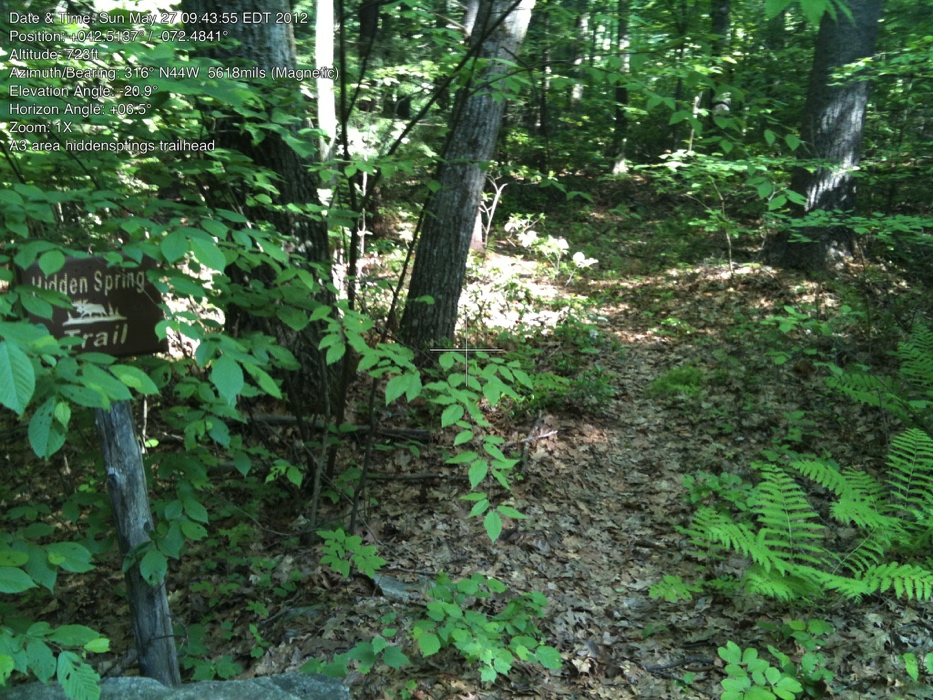 Date & Time: Sun May 27 09:43:55 EDT 2012
Position: +042.5137° / -072.4841°
Altitude: 723ft
Azimuth/Bearing: 316° N44W 5618mils (Magnetic)
Elevation Angle: -20.9°
Horizon Angle: +06.5°
Zoom: 1X
A3 area hiddensptings trailhead
Hidden Spring
Trail